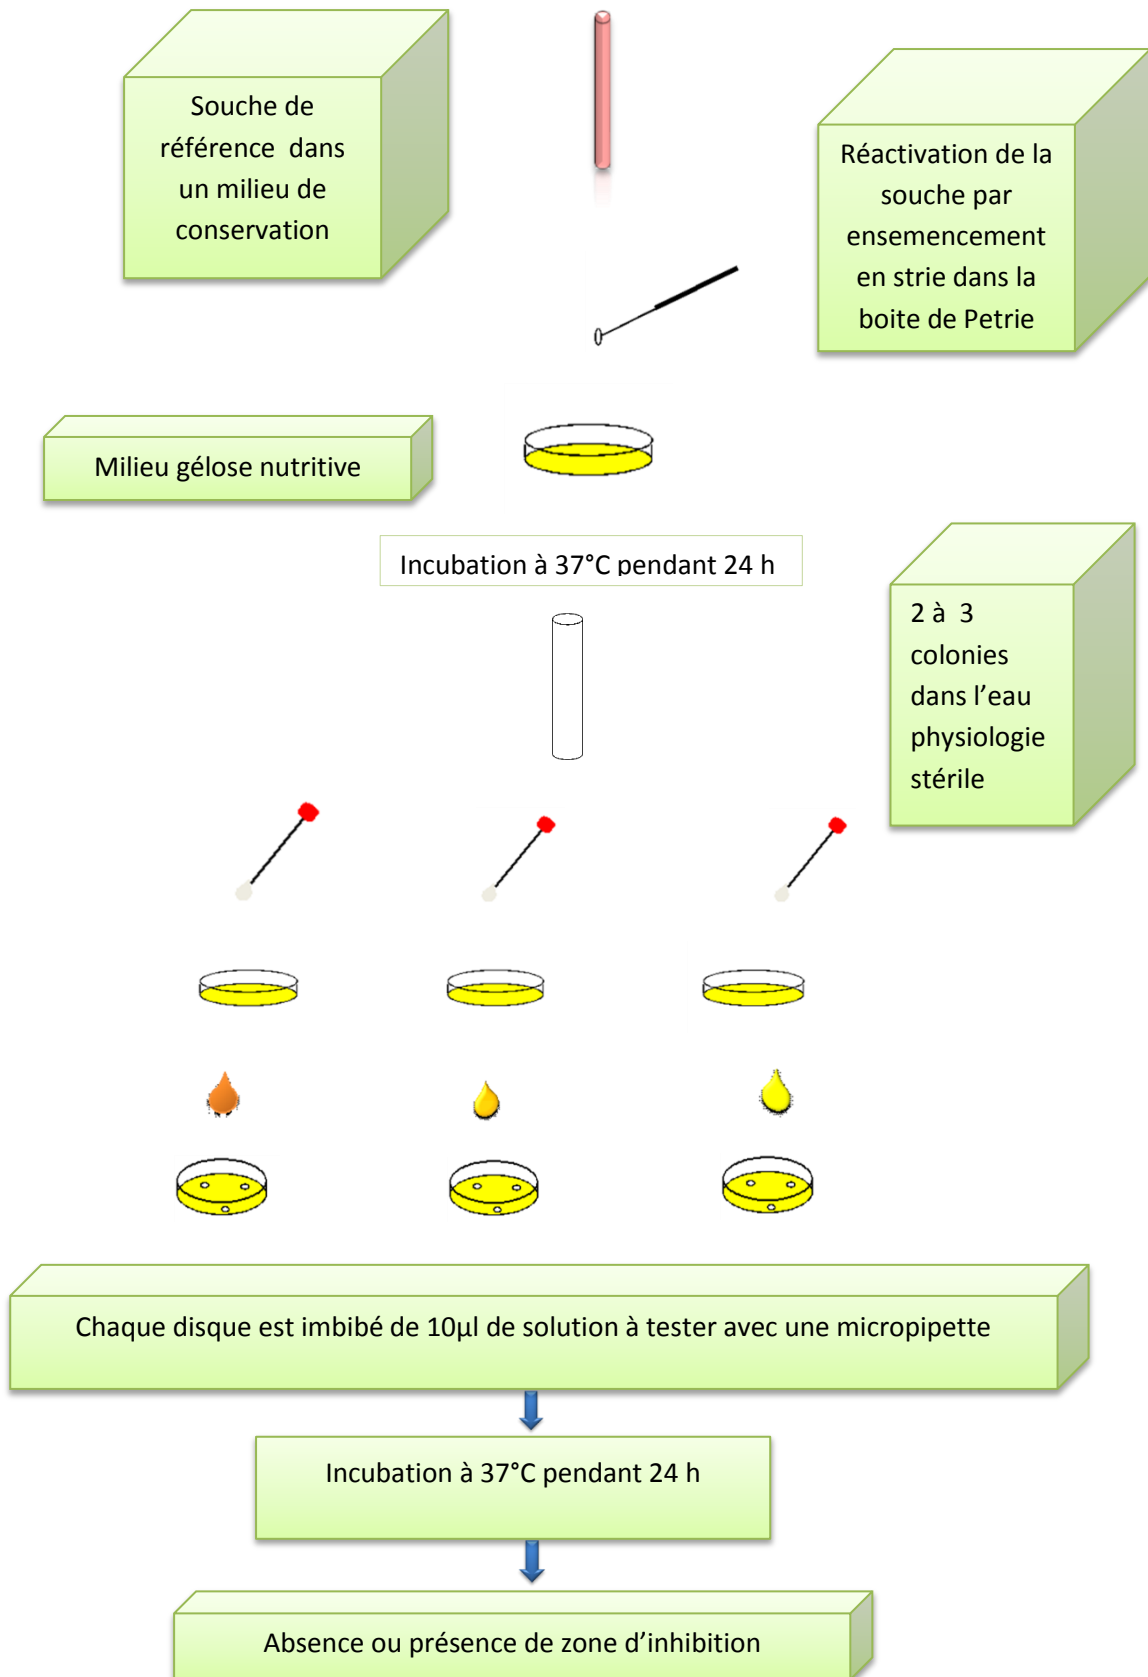 Souche de
référence dans
un milieu de
conservation
Réactivation de la
souche par
ensemencement
en strie dans la
boite de Petrie
Milieu gélose nutritive
Incubation à 37°C pendant 24 h
2 à 3
colonies
dans l’eau
physiologie
stérile
Chaque disque est imbibé de 10µl de solution à tester avec une micropipette
Incubation à 37°C pendant 24 h
Absence ou présence de zone d’inhibition